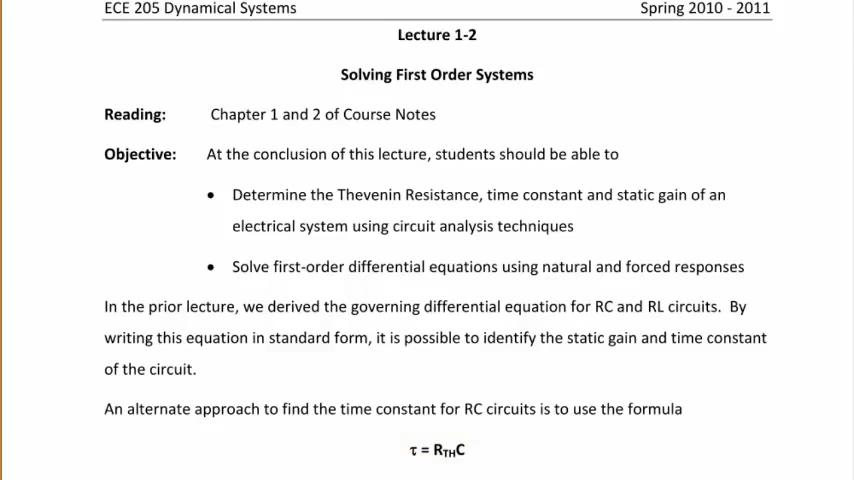 ECE 205 Dynamical Systems Spring 2010 - 2011
Lecture 1-2
Solving First Order Systems
Reading: Chapter 1 and 2 of Course Notes
Objective: At the conclusion of this lecture, students should be able to
• Determine the Thevenin Resistance, time constant and static gain of an
electrical system using circuit analysis techniques
• Solve first-order differential equations using natural and forced responses
In the prior lecture, we derived the governing differential equation for RC and RL circuits. By
writing this equation in standard form, it is possible to identify the static gain and time constant
of the circuit.
An alternate approach to find the time constant for RC circuits is to use the formula
τ = RTHC